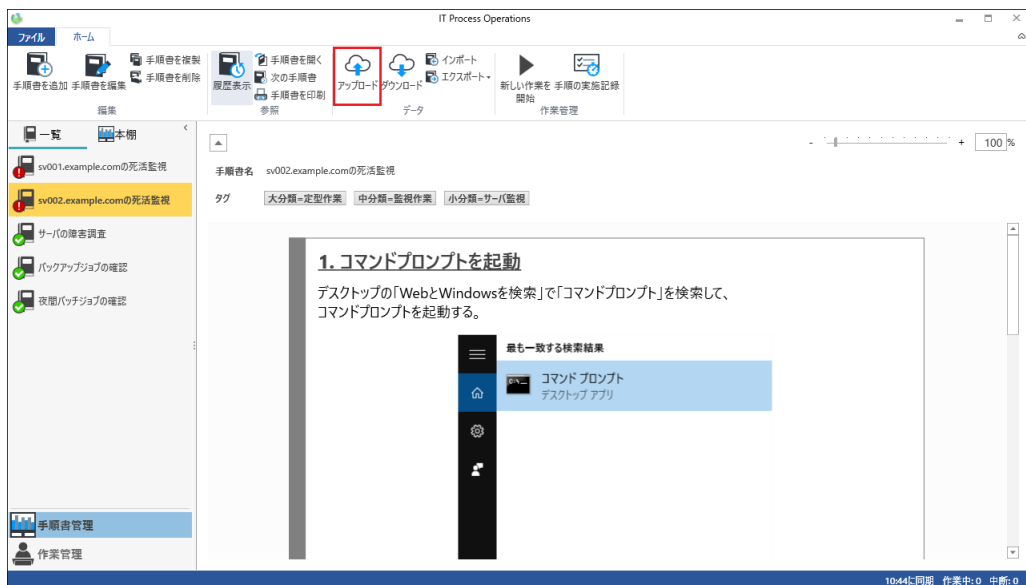 IT Process Operations
ファイル ホーム
手順書を追加 手順書を編集 手順書を複製 手順書を削除
編集
履歴表示 手順書を開く 次の手順書 手順書を印刷
参照
アップロード ダウンロード インポート エクスポート
データ
新しい作業を開始 手順の実施記録
作業管理
一覧 本棚
sv001.example.comの死活監視
sv002.example.comの死活監視
サーバの障害調査
バックアップジョブの確認
夜間バッチジョブの確認
手順書管理
作業管理
- + 100 %
手順書名 sv002.example.comの死活監視
タグ 大分類=定型作業 中分類=監視作業 小分類=サーバ監視
1. コマンドプロンプトを起動
デスクトップの「WebとWindowsを検索」で「コマンドプロンプト」を検索して、
コマンドプロンプトを起動する。
最も一致する検索結果
コマンド プロンプト
デスクトップ アプリ
10:44に同期 作業中: 0 中断: 0